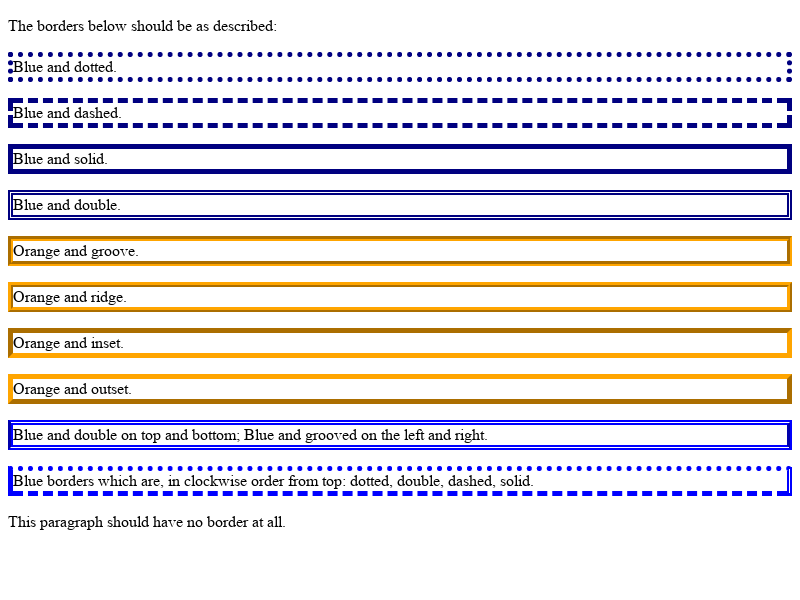 The borders below should be as described:
Blue and dotted.
Blue and dashed.
Blue and solid.
Blue and double.
Orange and groove.
Orange and ridge.
Orange and inset.
Orange and outset.
Blue and double on top and bottom; Blue and grooved on the left and right.
Blue borders which are, in clockwise order from top: dotted, double, dashed, solid.
This paragraph should have no border at all.